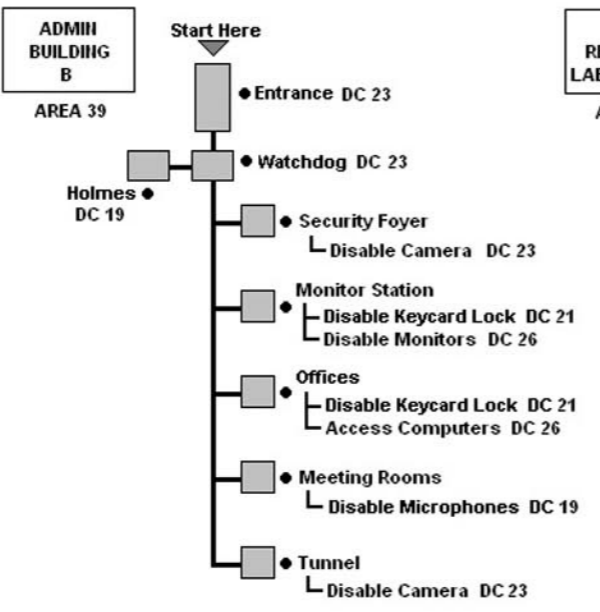 ADMIN
BUILDING
B
AREA 39
Start Here
Entrance DC 23
Watchdog DC 23
Holmes
DC 19
Security Foyer
Disable Camera DC 23
Monitor Station
Disable Keycard Lock DC 21
Disable Monitors DC 26
Offices
Disable Keycard Lock DC 21
Access Computers DC 26
Meeting Rooms
Disable Microphones DC 19
Tunnel
Disable Camera DC 23